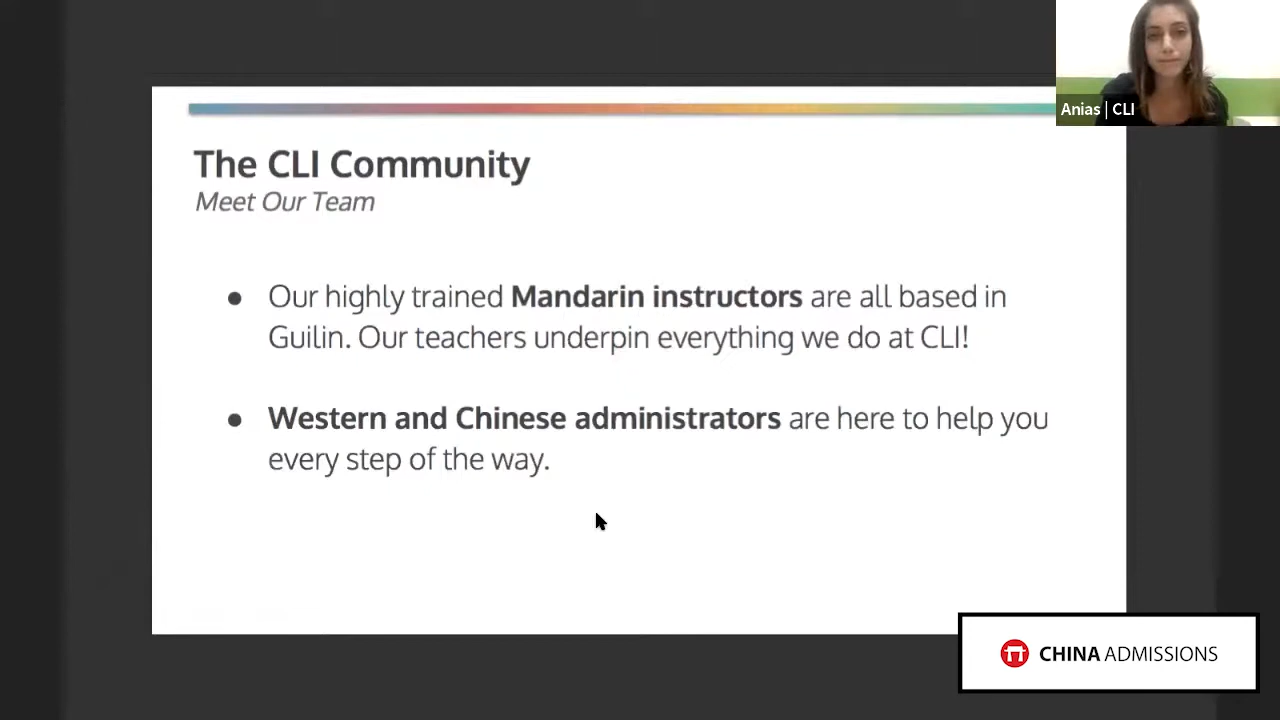 Anias | CLI
The CLI Community
Meet Our Team
● Our highly trained Mandarin instructors are all based in
Guilin. Our teachers underpin everything we do at CLI!
● Western and Chinese administrators are here to help you
every step of the way.
CHINA ADMISSIONS